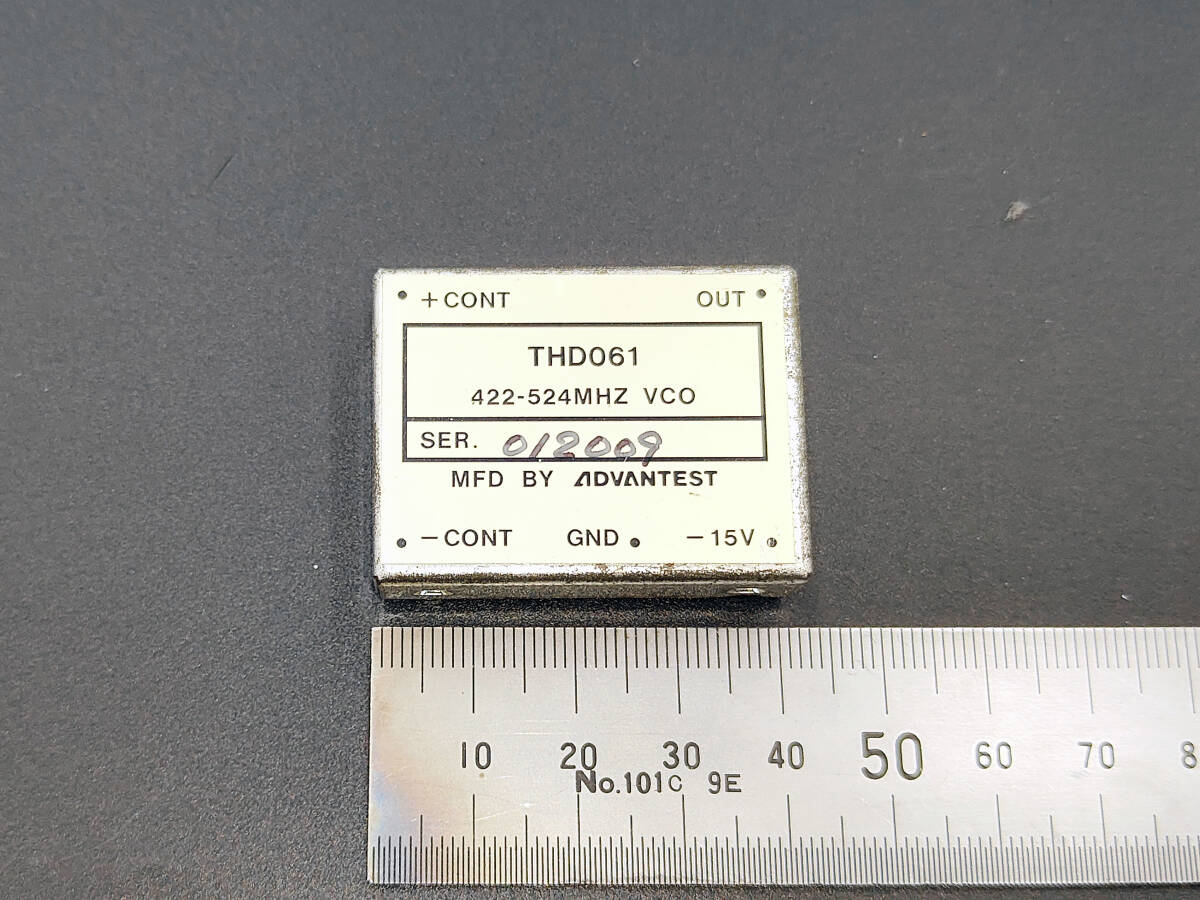 +CONT OUT
THD061
422-524MHZ VCO
SER. 012009
MFD BY ADVANTEST
-CONT GND -15V
10 20 30 40 50 60 70 8
No.101C 9E